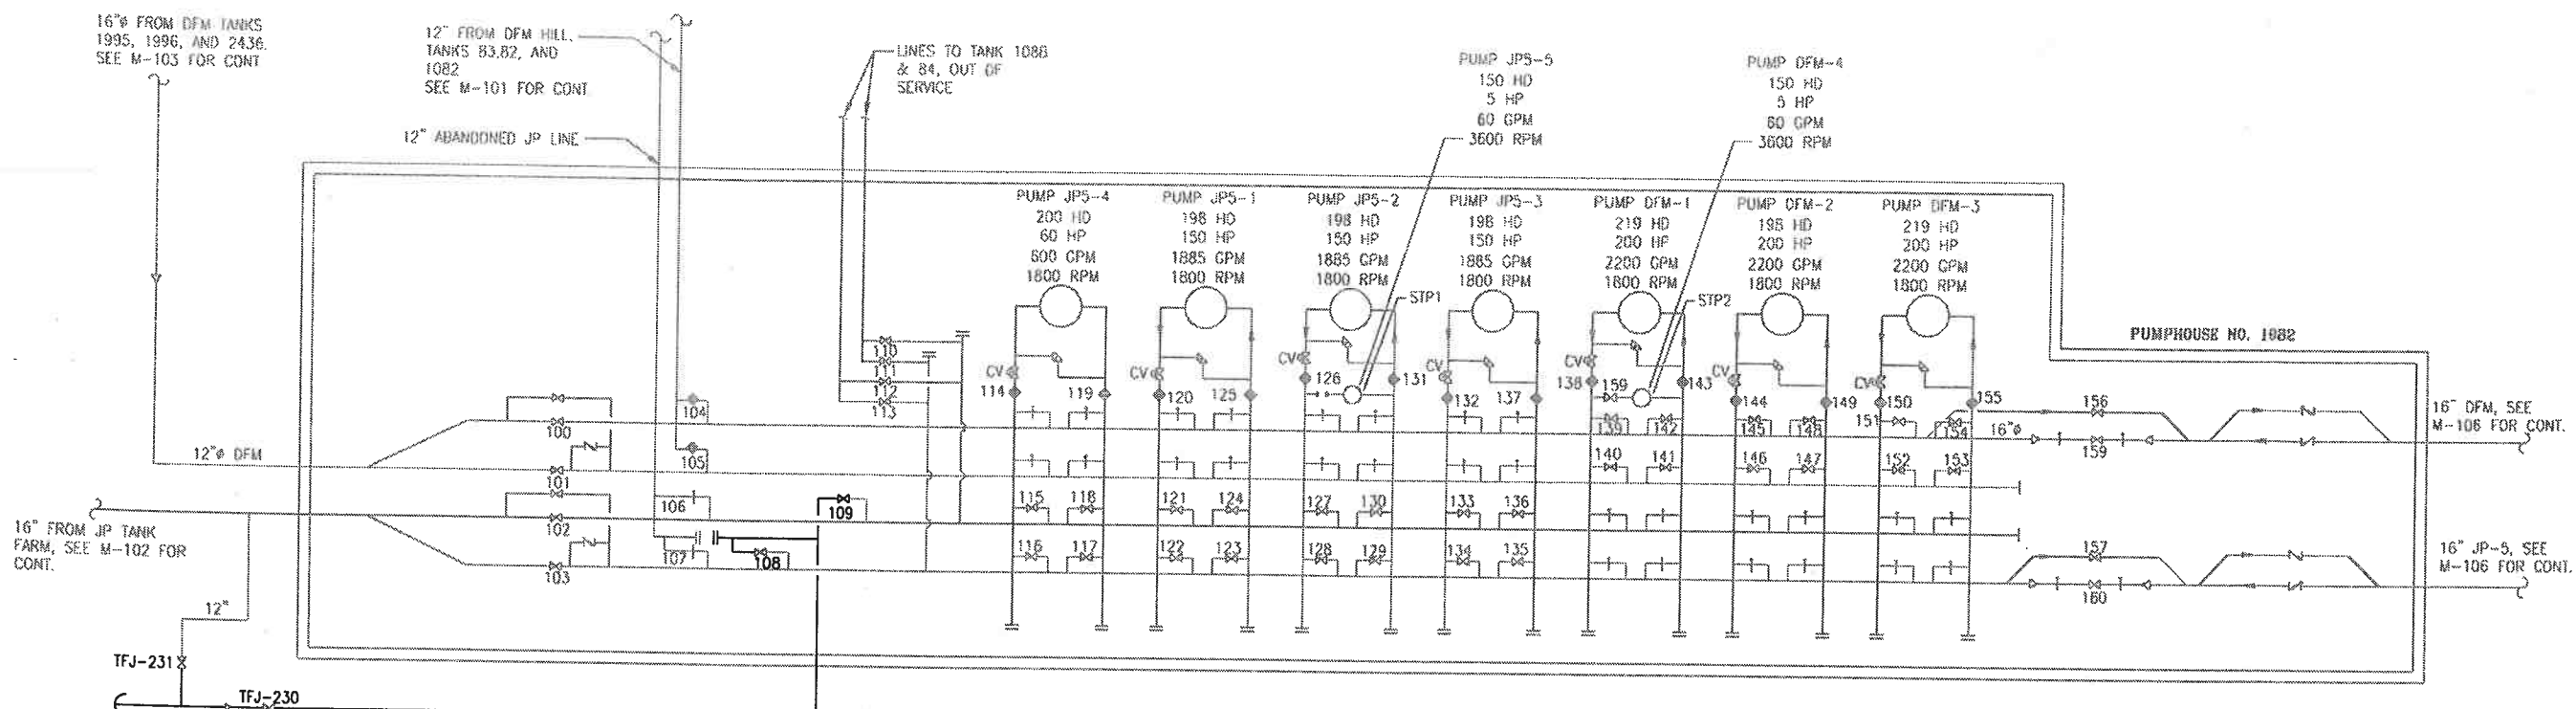 16"ø FROM DFM TANKS
1995, 1996, AND 2436.
SEE M-103 FOR CONT
12" FROM DFM HILL,
TANKS 83,82, AND
1082
SEE M-101 FOR CONT
12" ABANDONED JP LINE
LINES TO TANK 1088
& 84, OUT OF
SERVICE
PUMP JP5-5
150 HD
5 HP
60 GPM
3600 RPM
PUMP DFM-4
150 HD
5 HP
60 GPM
3600 RPM
PUMP JP5-4
200 HD
60 HP
600 GPM
1800 RPM
PUMP JP5-1
198 HD
150 HP
1885 GPM
1800 RPM
PUMP JP5-2
198 HD
150 HP
1885 GPM
1800 RPM
PUMP JP5-3
198 HD
150 HP
1885 GPM
1800 RPM
PUMP DFM-1
219 HD
200 HP
2200 GPM
1800 RPM
PUMP DFM-2
198 HD
200 HP
2200 GPM
1800 RPM
PUMP DFM-3
219 HD
200 HP
2200 GPM
1800 RPM
STP1
STP2
PUMPHOUSE NO. 1082
110
111
112
113
CV
CV
CV
CV
CV
CV
CV
114
119
120
125
126
131
132
137
138
159
143
144
149
150
155
104
105
100
101
102
103
106
107
108
109
139
142
145
148
151
154
156
16"ø
159
16" DFM, SEE
M-106 FOR CONT.
12"ø DFM
140
141
146
147
152
153
115
118
121
124
127
130
133
136
116
117
122
123
128
129
134
135
157
160
16" JP-5, SEE
M-106 FOR CONT.
16" FROM JP TANK
FARM, SEE M-102 FOR
CONT.
12"
TFJ-231
TFJ-230